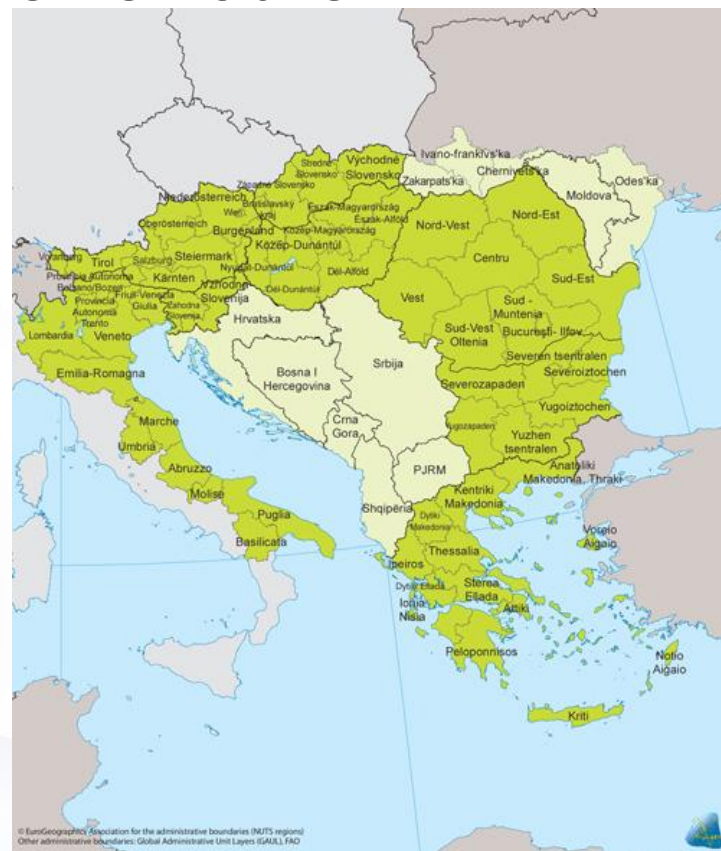 Ivano-frankivs'ka
Zakarpats'ka
Chernivets'ka
Moldova
Odes'ka
Stredné
Slovensko
Východné
Slovensko
Západné Slovensko
Bratislavský
kraj
Niederösterreich
Wien
Oberösterreich
Burgenland
Észak-Magyarország
Észak-Alföld
Közép-Magyarország
Közép-Dunántúl
Nyugat-Dunántúl
Dél-Alföld
Dél-Dunántúl
Vorarlberg
Tirol
Salzburg
Steiermark
Kärnten
Provincia Autonoma
Bolzano/Bozen
Provincia
Autonoma
Trento
Friuli-Venezia
Giulia
Vzhodna
Slovenija
Zahodna
Slovenija
Lombardia
Veneto
Emilia-Romagna
Marche
Umbria
Abruzzo
Molise
Puglia
Basilicata
Hrvatska
Bosna I
Hercegovina
Srbija
Crna
Gora
PJRM
Shqipëria
Nord-Vest
Nord-Est
Centru
Vest
Sud-Est
Sud -
Muntenia
Sud-Vest
Oltenia
Bucuresti- Ilfov
Severen tsentralen
Severoiztochen
Severozapaden
Yugoiztochen
Yugozapaden
Yuzhen
tsentralen
Anatoliki
Makedonia, Thraki
Kentriki
Makedonia
Dytiki
Makedonia
Thessalia
Ipeiros
Dytiki Ellada
Ionia
Nisia
Sterea
Ellada
Attiki
Peloponnisos
Voreio
Aigaio
Notio
Aigaio
Kriti
© EuroGeographics Association for the administrative boundaries (NUTS regions)
Other administrative boundaries: Global Administrative Unit Layers (GAUL), FAO